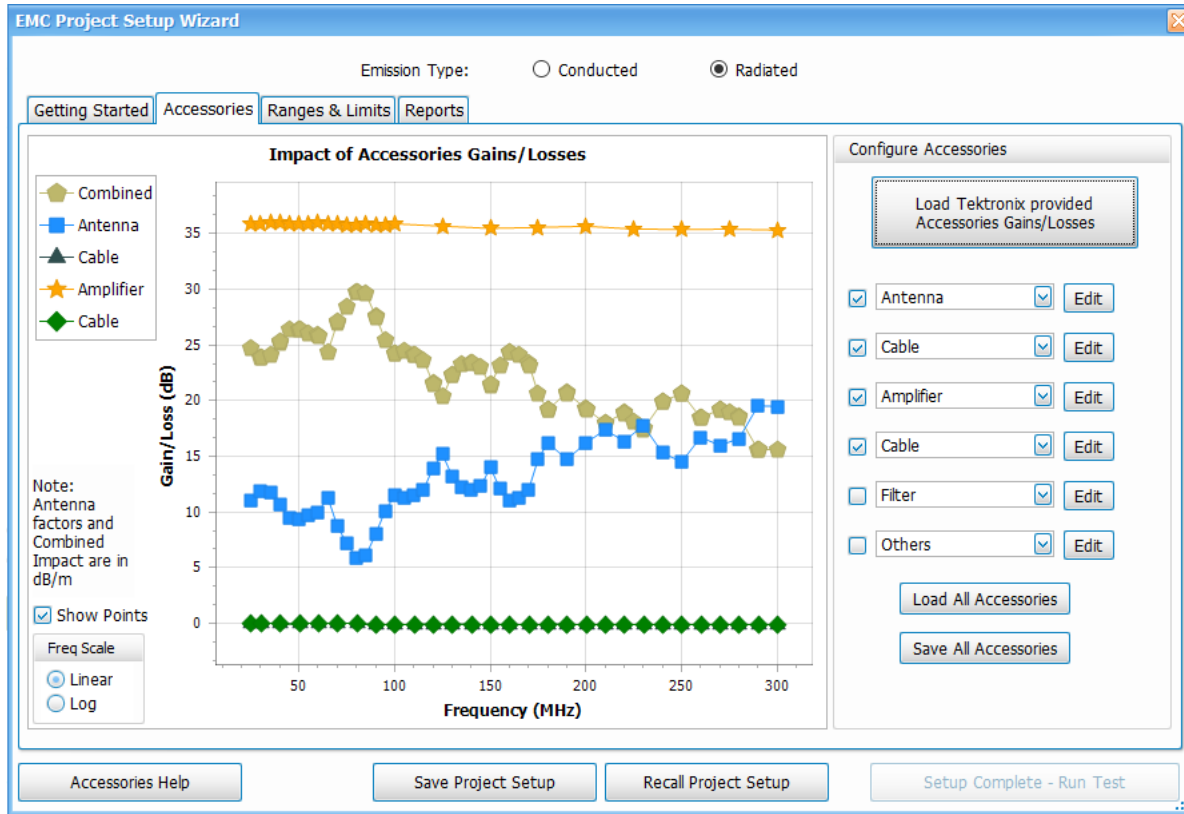 EMC Project Setup Wizard
Emission Type:
Conducted
Radiated
Getting Started
Accessories
Ranges & Limits
Reports
Impact of Accessories Gains/Losses
Combined
Antenna
Cable
Amplifier
Cable
Gain/Loss (dB)
35
30
25
20
15
10
5
0
50
100
150
200
250
300
Frequency (MHz)
Note:
Antenna
factors and
Combined
Impact are in
dB/m
Show Points
Freq Scale
Linear
Log
Configure Accessories
Load Tektronix provided
Accessories Gains/Losses
Antenna Edit
Cable Edit
Amplifier Edit
Cable Edit
Filter Edit
Others Edit
Load All Accessories
Save All Accessories
Accessories Help
Save Project Setup
Recall Project Setup
Setup Complete - Run Test